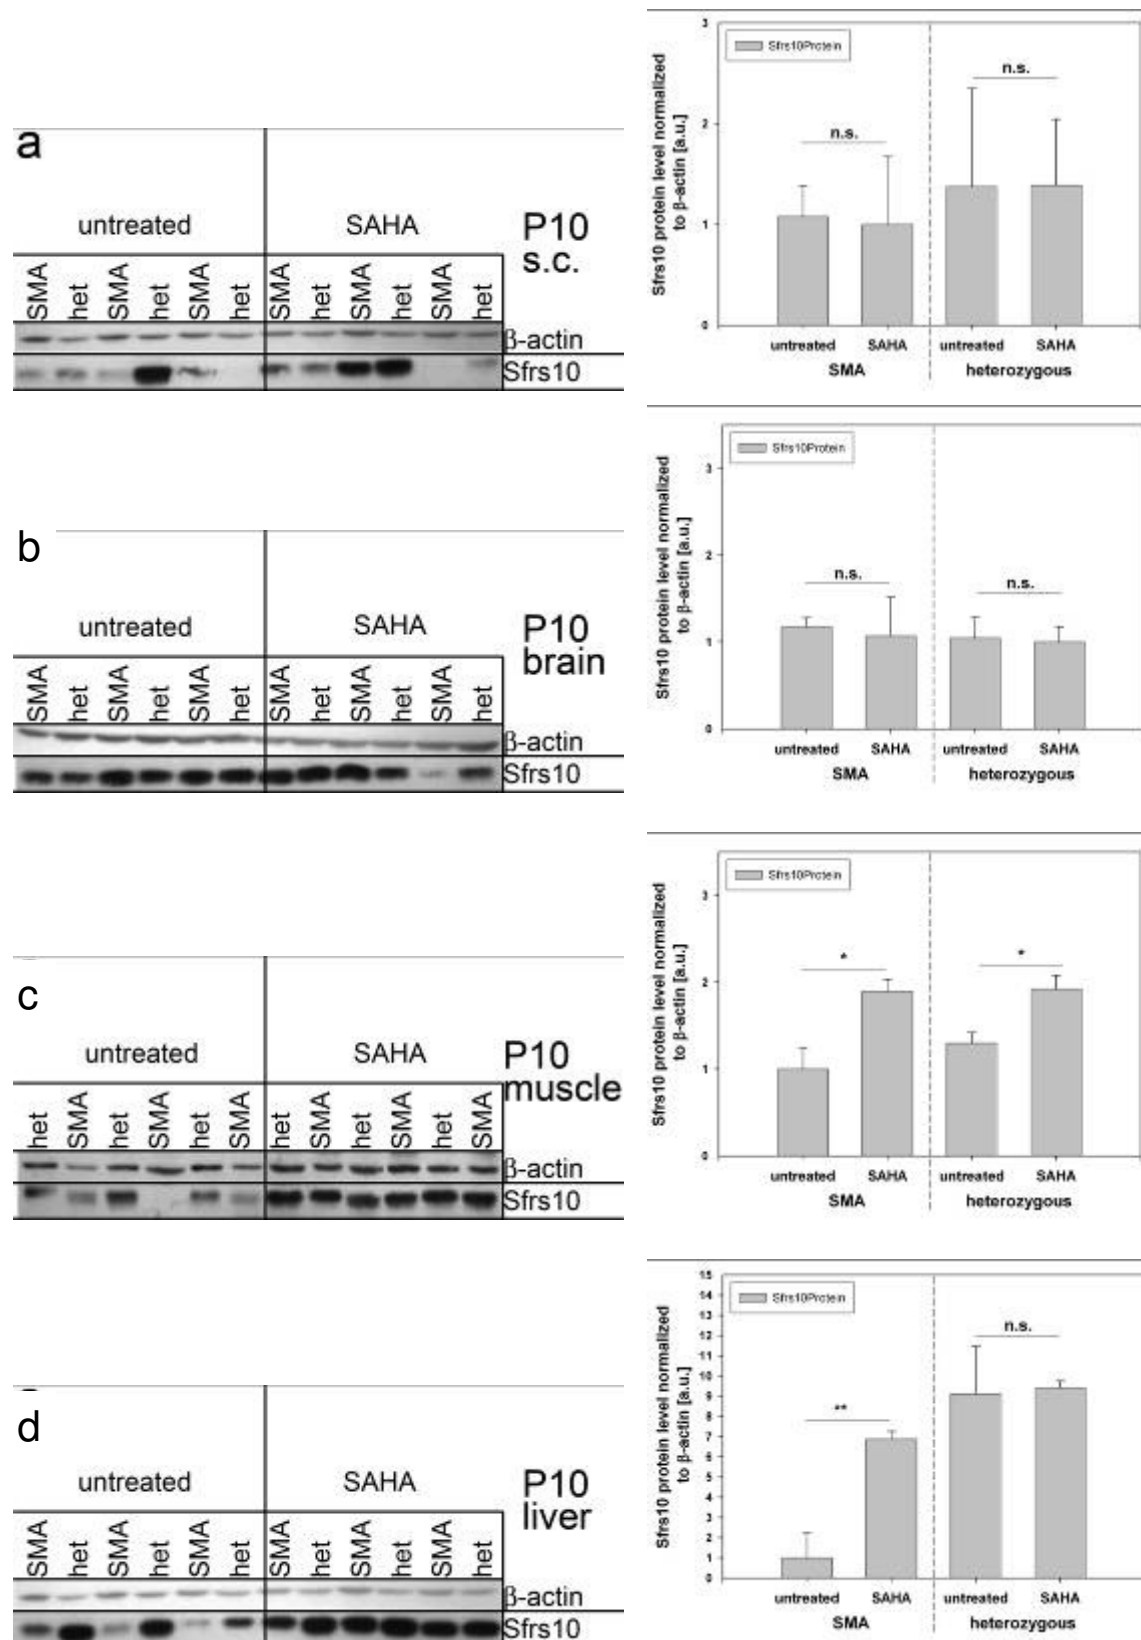 a
untreated SAHA P10
s.c.
SMA het SMA het SMA het SMA het SMA het SMA het
β-actin
Sfrs10
3
Sfrs10Protein
n.s.
2
n.s.
1
0
Sfrs10 protein level normalized
to β-actin [a.u.]
untreated SAHA untreated SAHA
SMA heterozygous
b
untreated SAHA P10
brain
SMA het SMA het SMA het SMA het SMA het SMA het
β-actin
Sfrs10
Sfrs10Protein
3
2
n.s. n.s.
1
0
Sfrs10 protein level normalized
to β-actin [a.u.]
untreated SAHA untreated SAHA
SMA heterozygous
c
untreated SAHA P10
muscle
het SMA het SMA het SMA het SMA het SMA het SMA
β-actin
Sfrs10
Sfrs10Protein
3
* *
2
1
0
Sfrs10 protein level normalized
to β-actin [a.u.]
untreated SAHA untreated SAHA
SMA heterozygous
d
untreated SAHA P10
liver
SMA het SMA het SMA het SMA het SMA het SMA het
β-actin
Sfrs10
15
14
Sfrs10Protein
13
n.s.
12
11
10
9
8
**
7
6
5
4
3
2
1
0
Sfrs10 protein level normalized
to β-actin [a.u.]
untreated SAHA untreated SAHA
SMA heterozygous